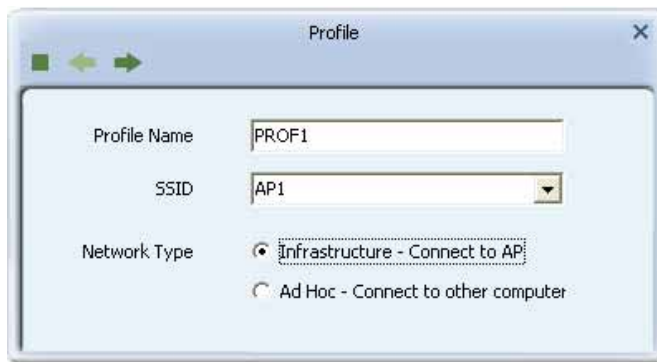 Profile
Profile Name PROF1
SSID AP1
Network Type Infrastructure - Connect to AP
Ad Hoc - Connect to other computer